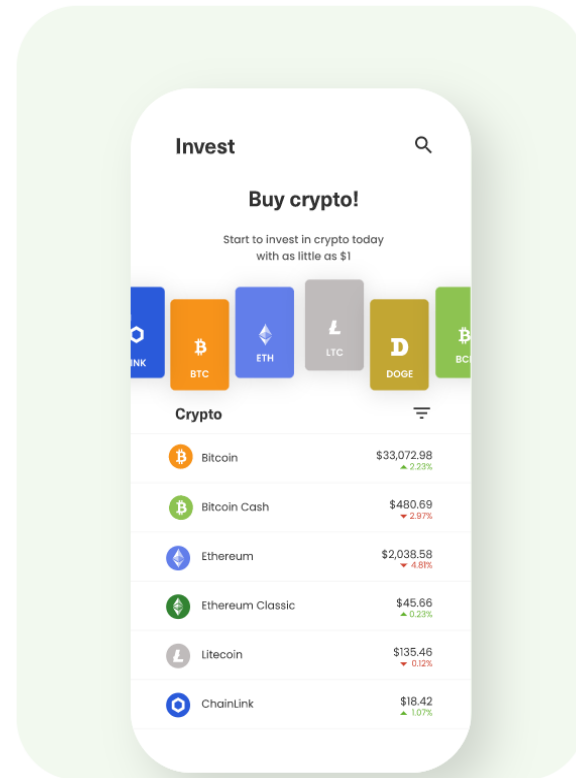 Invest
Buy crypto!
Start to invest in crypto today
with as little as $1
INK
BTC
ETH
LTC
DOGE
BC
Crypto
Bitcoin $33,072.98
2.23%
Bitcoin Cash $480.69
2.97%
Ethereum $2,038.58
4.81%
Ethereum Classic $45.66
0.23%
Litecoin $135.46
0.12%
ChainLink $18.42
1.07%